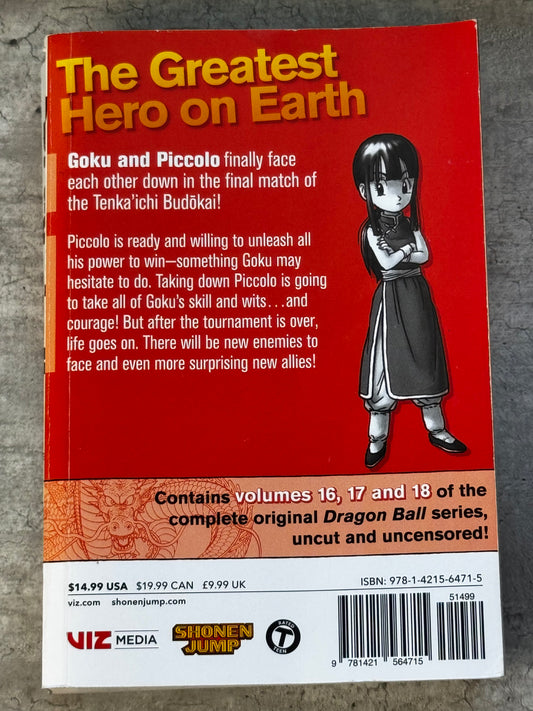 The Greatest
Hero on Earth
Goku and Piccolo finally face
each other down in the final match of
the Tenka'ichi Budōkai!
Piccolo is ready and willing to unleash all
his power to win—something Goku may
hesitate to do. Taking down Piccolo is going
to take all of Goku's skill and wits...and
courage! But after the tournament is over,
life goes on. There will be new enemies to
face and even more surprising new allies!
Contains volumes 16, 17 and 18 of the
complete original Dragon Ball series,
uncut and uncensored!
$14.99 USA $19.99 CAN £9.99 UK
viz.com shonenjump.com
ISBN: 978-1-4215-6471-5
51499
VIZ MEDIA
SHONEN
JUMP
RATED
T
TEEN
9 781421 564715